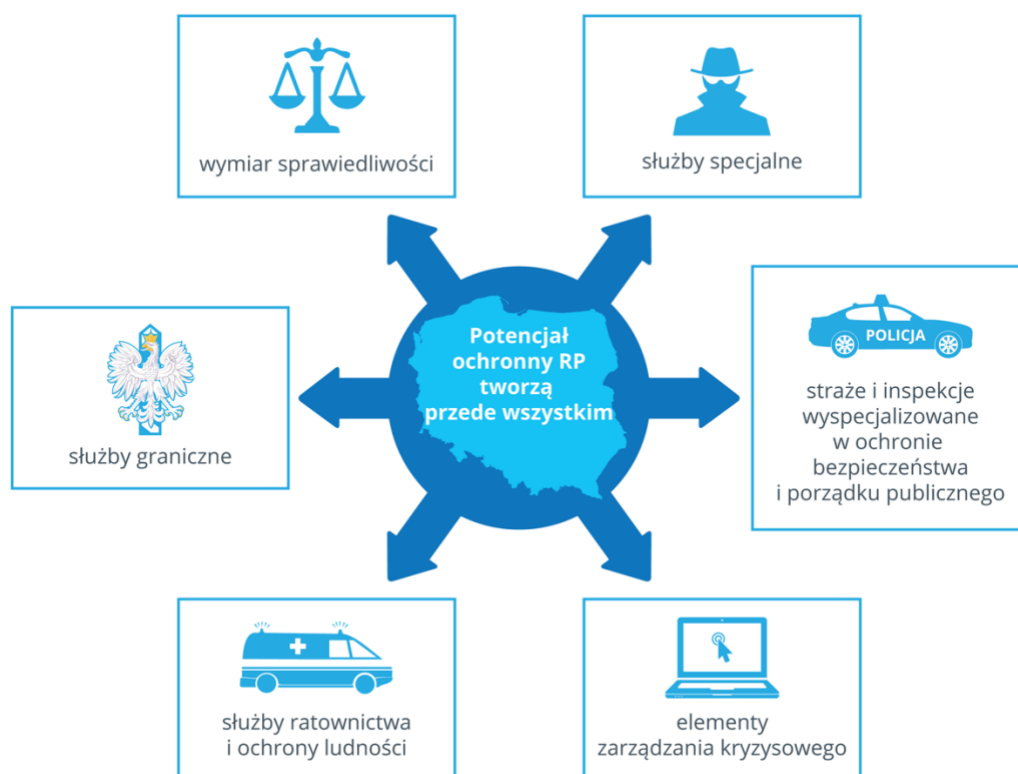 wymiar sprawiedliwości
służby specjalne
Potencjał
ochronny RP
tworzą
przede wszystkim
służby graniczne
POLICJA
straże i inspekcje
wyspecjalizowane
w ochronie
bezpieczeństwa
i porządku publicznego
służby ratownictwa
i ochrony ludności
elementy
zarządzania kryzysowego